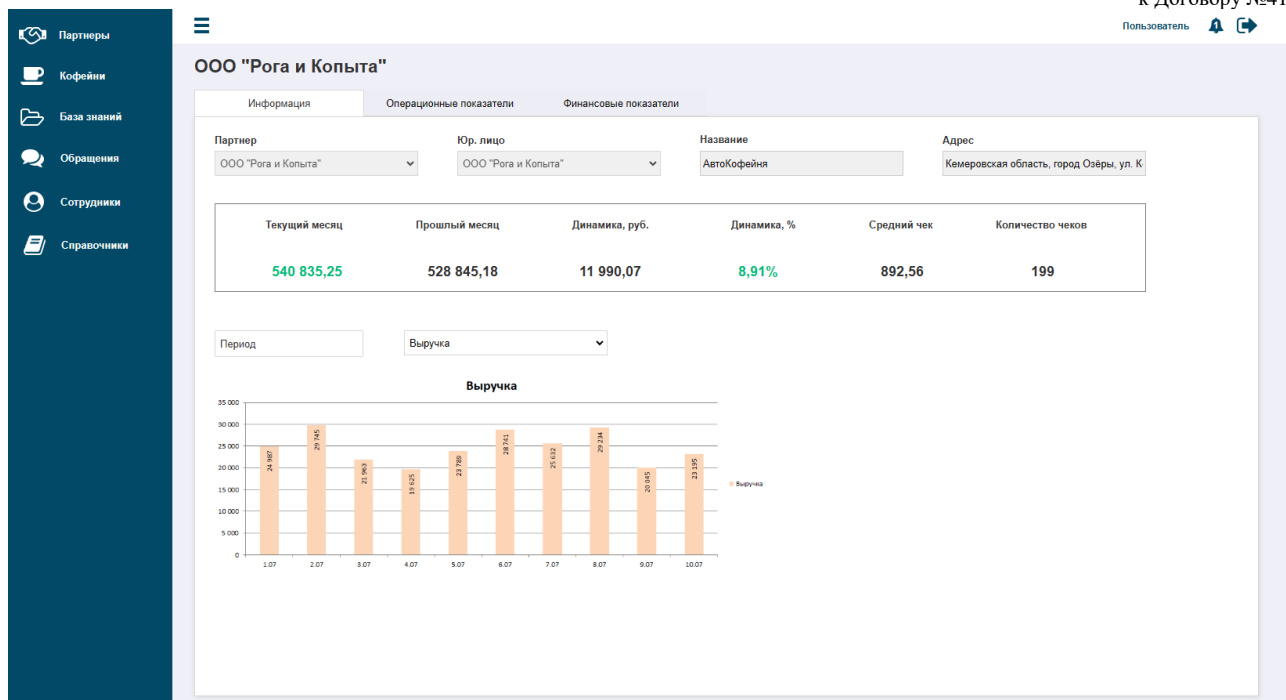 к Договору №41
Партнеры
Кофейни
База знаний
Обращения
Сотрудники
Справочники
Пользователь
1
ООО "Рога и Копыта"
Информация Операционные показатели Финансовые показатели
Партнер Юр. лицо Название Адрес
ООО "Рога и Копыта" ООО "Рога и Копыта" АвтоКофейня Кемеровская область, город Озёры, ул. К
Текущий месяц Прошлый месяц Динамика, руб. Динамика, % Средний чек Количество чеков
540 835,25 528 845,18 11 990,07 8,91% 892,56 199
Период Выручка
Выручка
35 000
30 000
25 000
20 000
15 000
10 000
5 000
0
24 987 29 745 21 963 19 625 23 789 28 741 25 632 29 234 20 045 23 195
Выручка
1.07 2.07 3.07 4.07 5.07 6.07 7.07 8.07 9.07 10.07